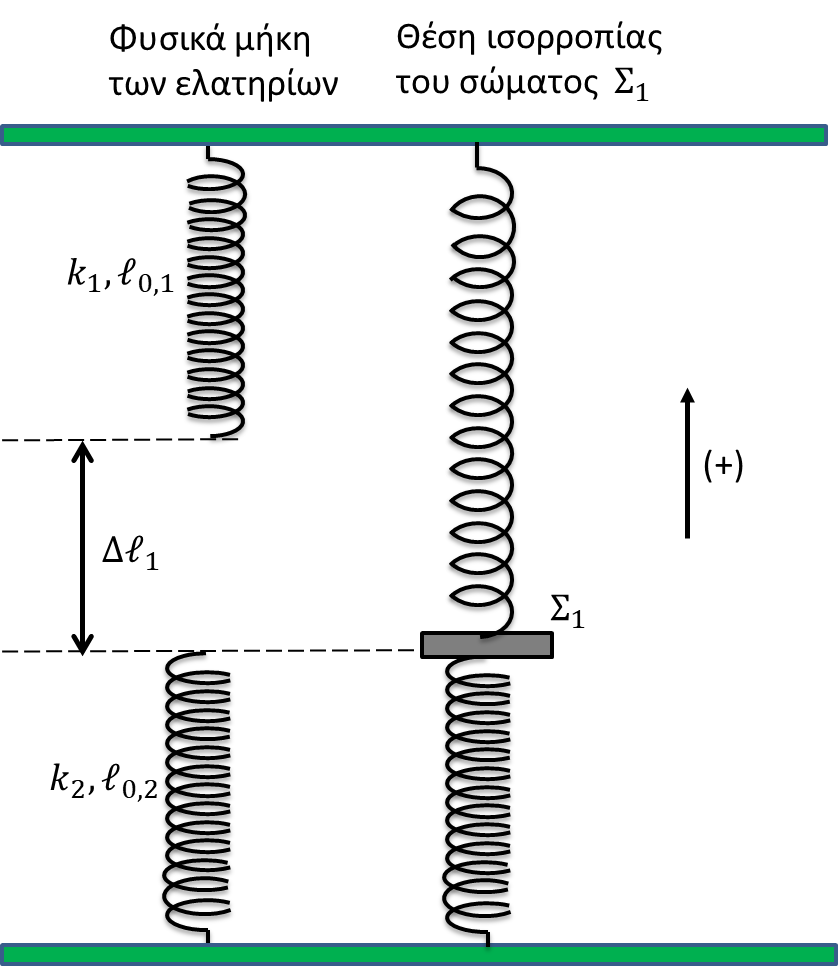 Φυσικά μήκη
των ελατηρίων
Θέση ισορροπίας
του σώματος Σ₁
k₁, ℓ₀,₁
(+)
Δℓ₁
Σ₁
k₂, ℓ₀,₂